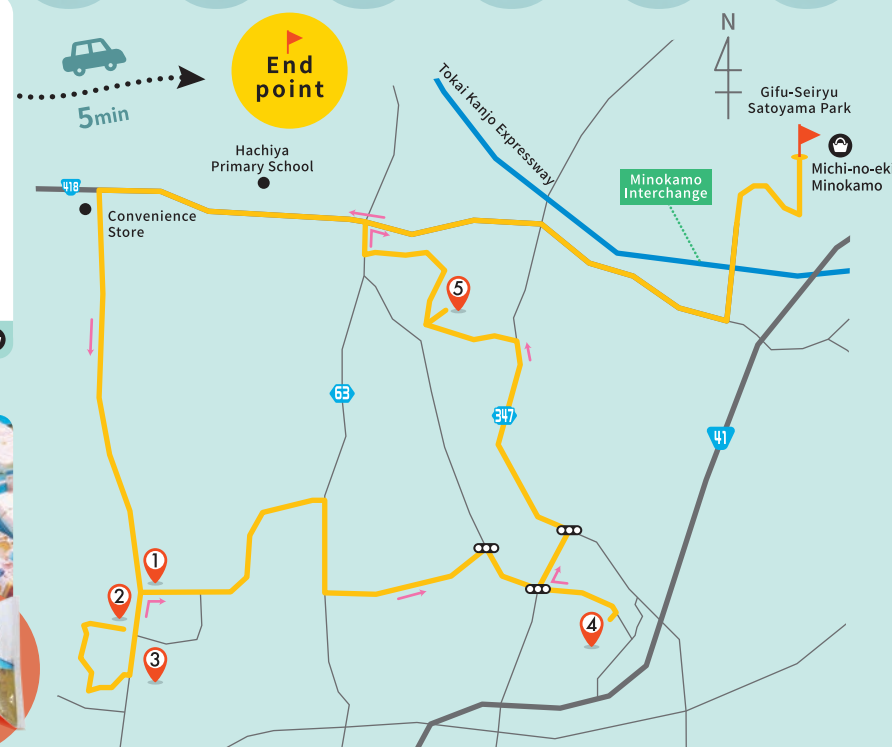 5min
End
point
N
Gifu-Seiryu
Satoyama Park
Michi-no-eki
Minokamo
Tokai Kanjo Expressway
Hachiya
Primary School
Minokamo
Interchange
418
Convenience
Store
5
63
347
41
1
2
3
4